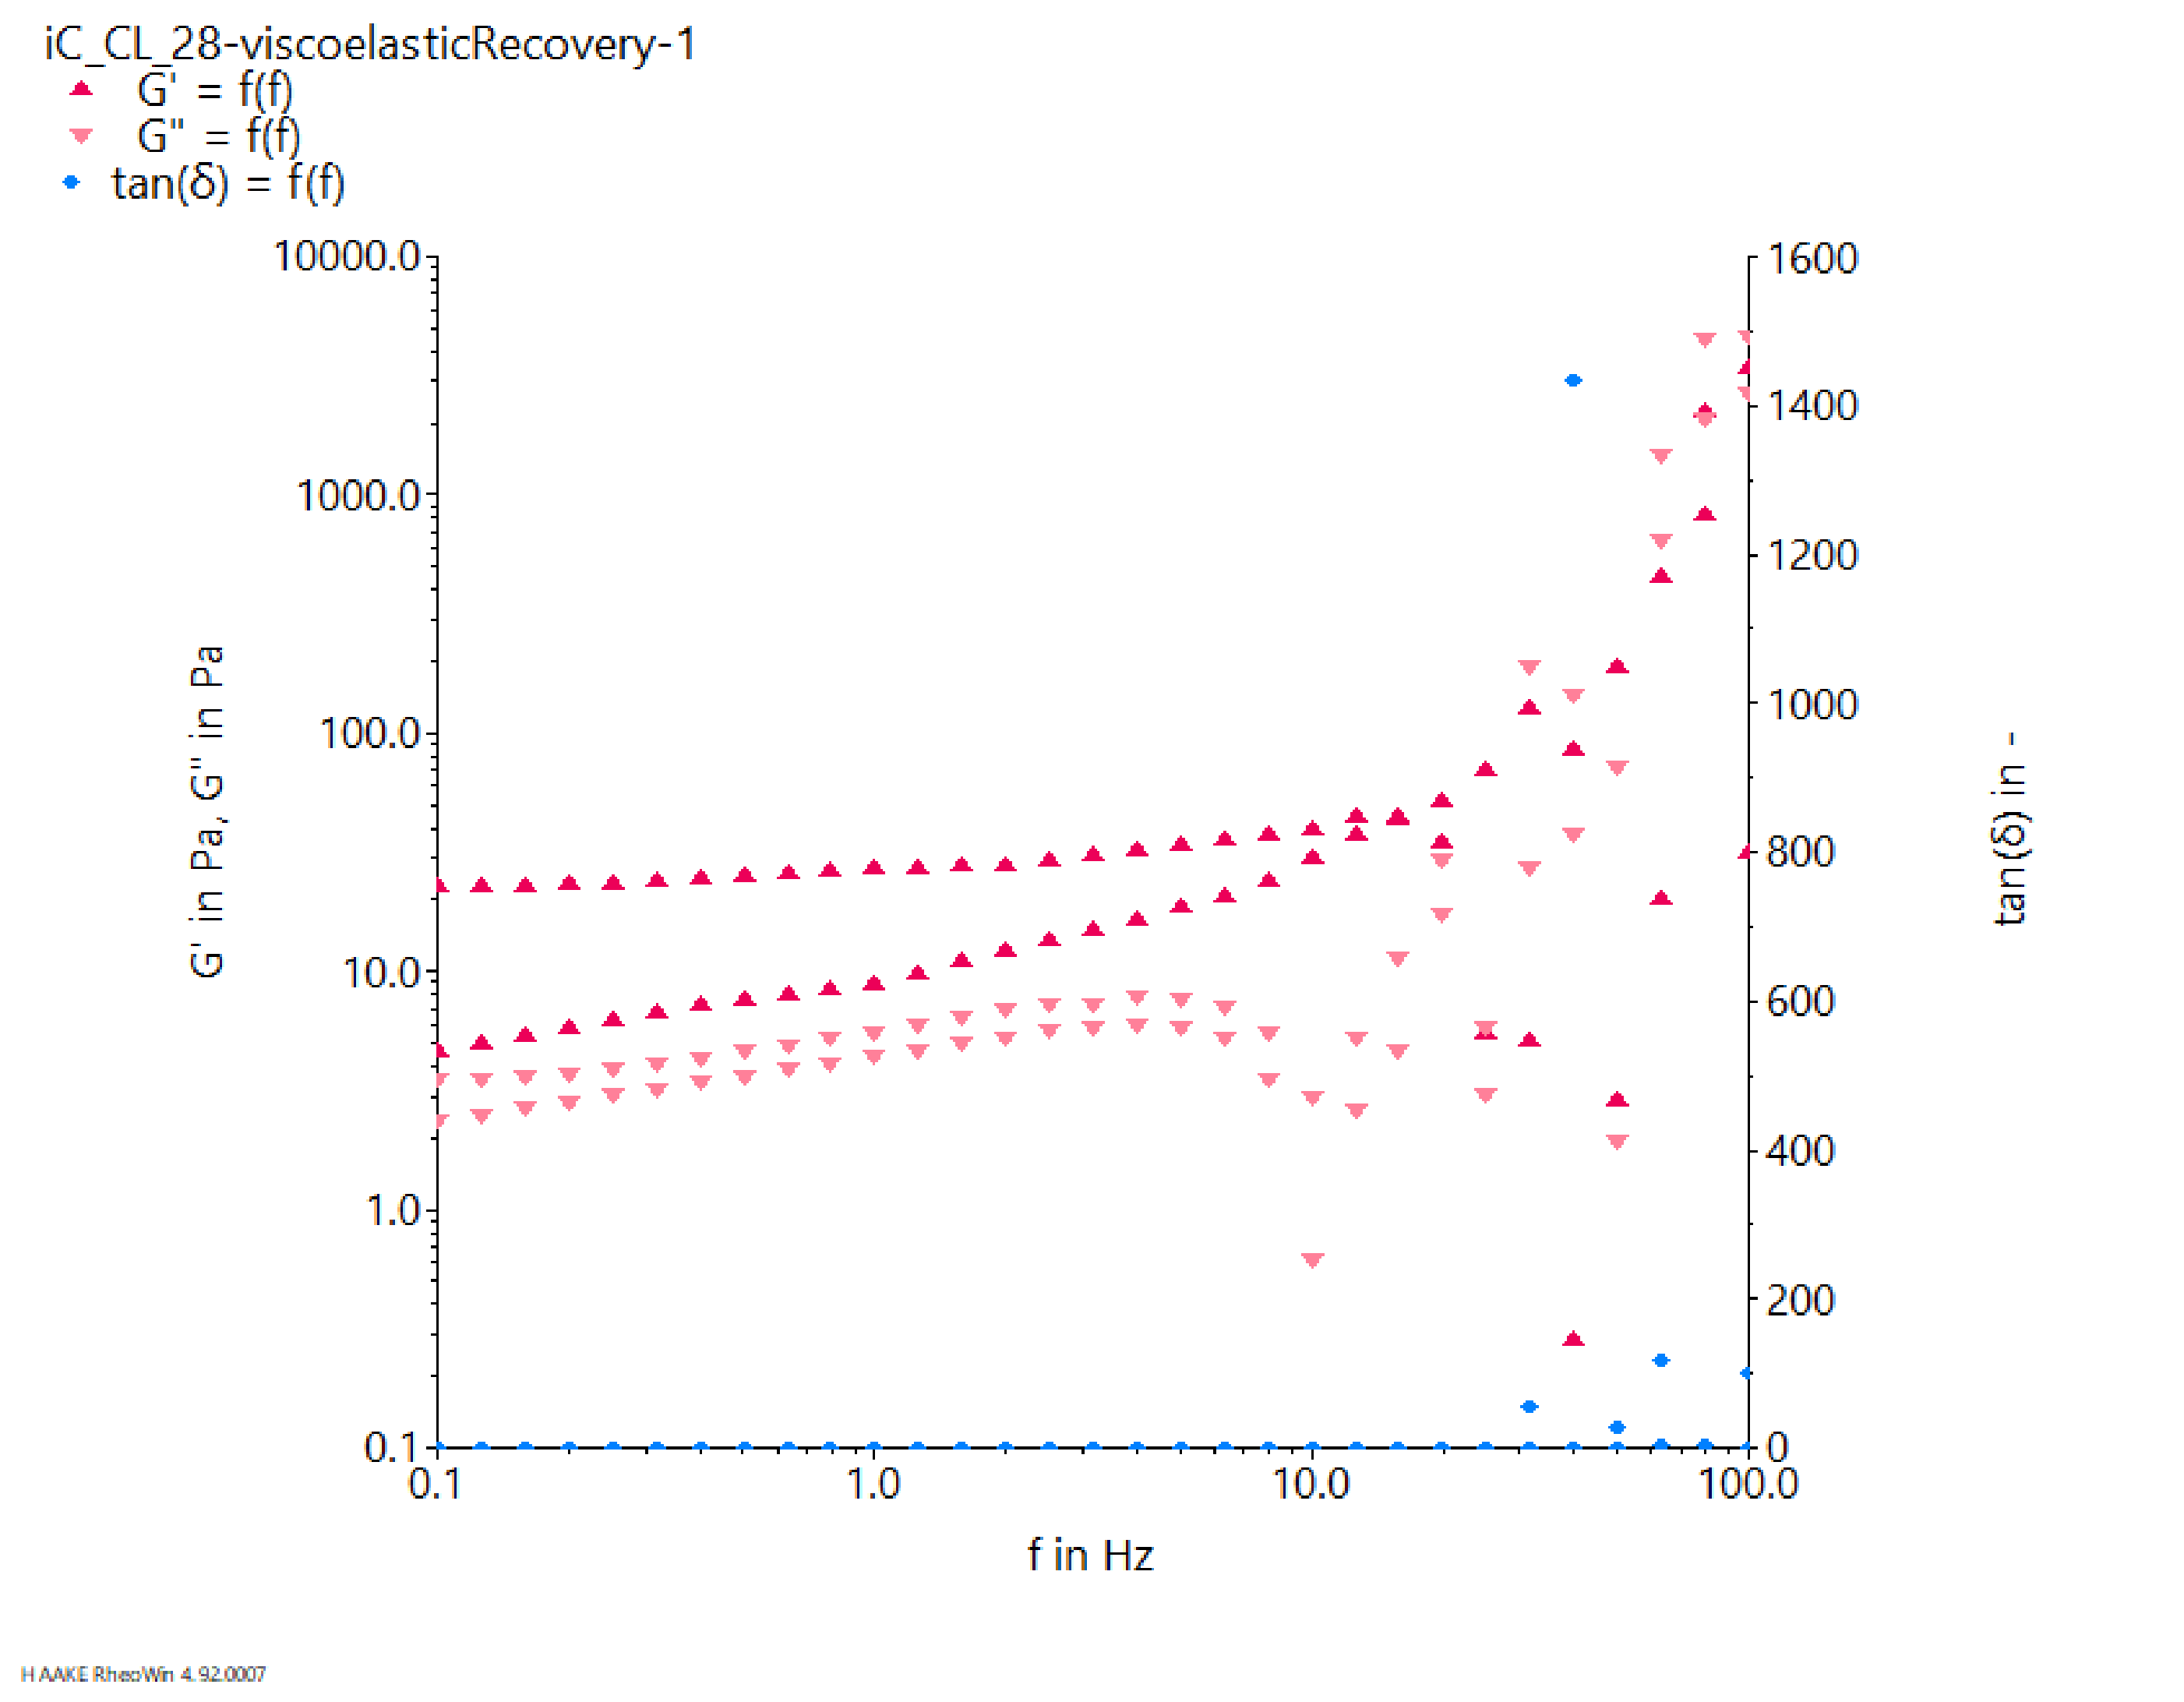 iC_CL_28-viscoelasticRecovery-1
G' = f(f)
G" = f(f)
tan(δ) = f(f)
10000.0
1000.0
100.0
10.0
1.0
0.1
G' in Pa, G" in Pa
1600
1400
1200
1000
800
600
400
200
0
tan(δ) in -
0.1
1.0
10.0
100.0
f in Hz
HAAKE RheoWin 4.92.0007